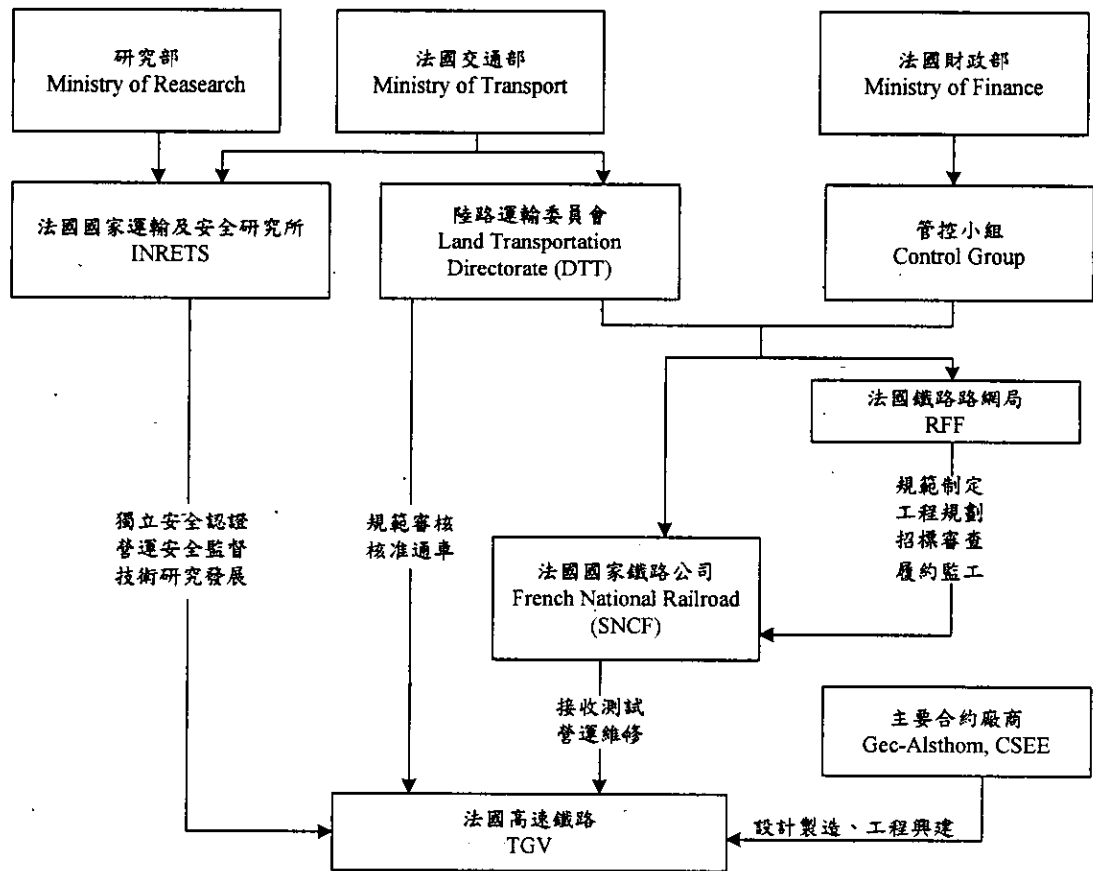 研究部
Ministry of Reasearch
法國交通部
Ministry of Transport
法國財政部
Ministry of Finance
法國國家運輸及安全研究所
INRETS
陸路運輸委員會
Land Transportation
Directorate (DTT)
管控小組
Control Group
法國鐵路路網局
RFF
獨立安全認證
營運安全監督
技術研究發展
規範審核
核准通車
規範制定
工程規劃
招標審查
履約監工
法國國家鐵路公司
French National Railroad
(SNCF)
接收測試
營運維修
主要合約廠商
Gec-Alsthom, CSEE
法國高速鐵路
TGV
設計製造、工程興建